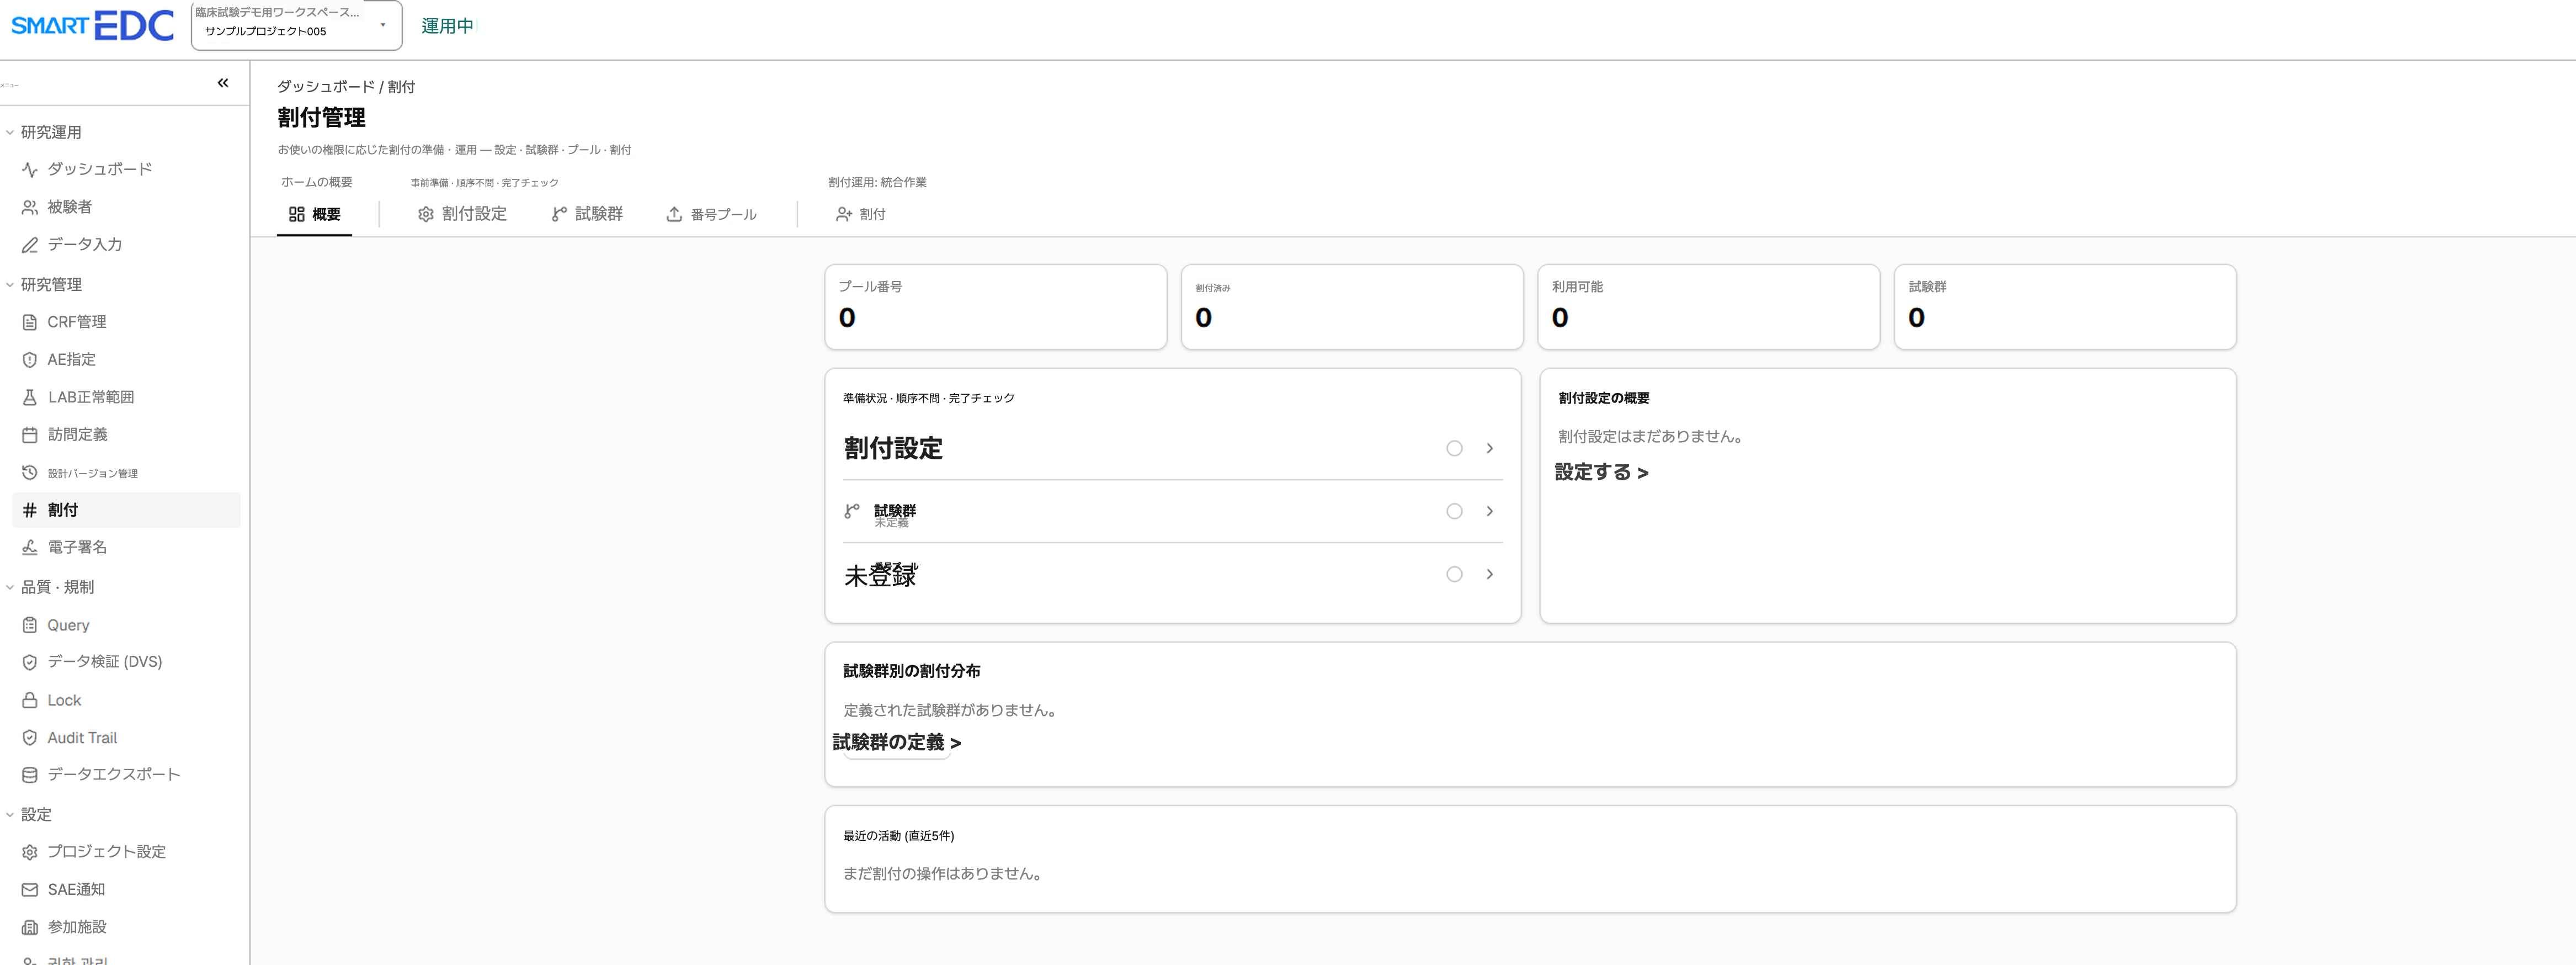 SMART EDC
臨床試験デモ用ワークスペース...
サンプルプロジェクト005
運用中
メニュー
研究運用
ダッシュボード
被験者
データ入力
研究管理
CRF管理
AE指定
LAB正常範囲
訪問定義
設計バージョン管理
割付
電子署名
品質·規制
Query
データ検証 (DVS)
Lock
Audit Trail
データエクスポート
設定
プロジェクト設定
SAE通知
参加施設
ダッシュボード / 割付
割付管理
お使いの権限に応じた割付の準備・運用 — 設定·試験群·プール·割付
ホームの概要
事前準備·順序不問·完了チェック
割付運用: 統合作業
概要
割付設定
試験群
番号プール
割付
プール番号
0
割付済み
0
利用可能
0
試験群
0
準備状況·順序不問·完了チェック
割付設定
試験群
未定義
番号プール
未登録
割付設定の概要
割付設定はまだありません。
設定する >
試験群別の割付分布
定義された試験群がありません。
試験群の定義 >
最近の活動 (直近5件)
まだ割付の操作はありません。